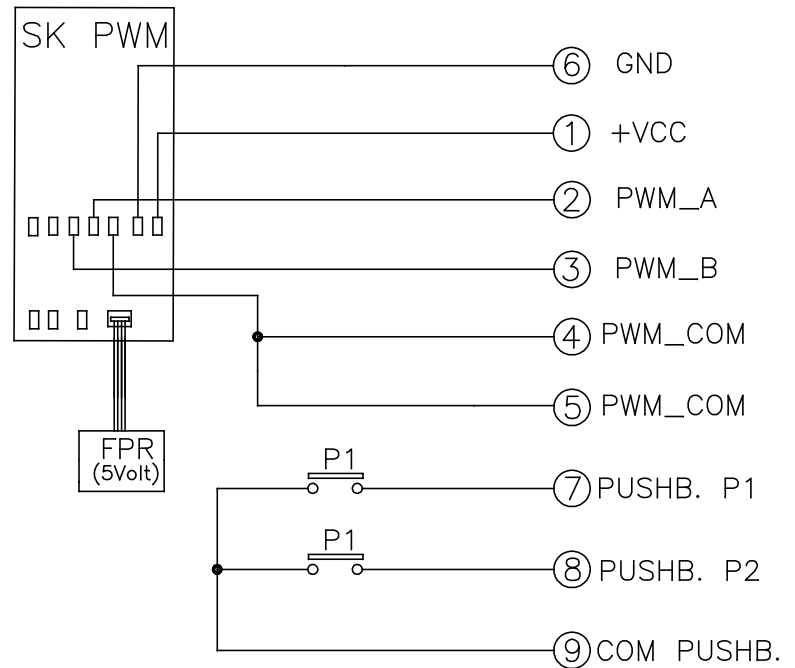 SK PWM
6 GND
1 +VCC
2 PWM_A
3 PWM_B
4 PWM_COM
5 PWM_COM
FPR
(5Volt)
P1
7 PUSHB. P1
P1
8 PUSHB. P2
9 COM PUSHB.